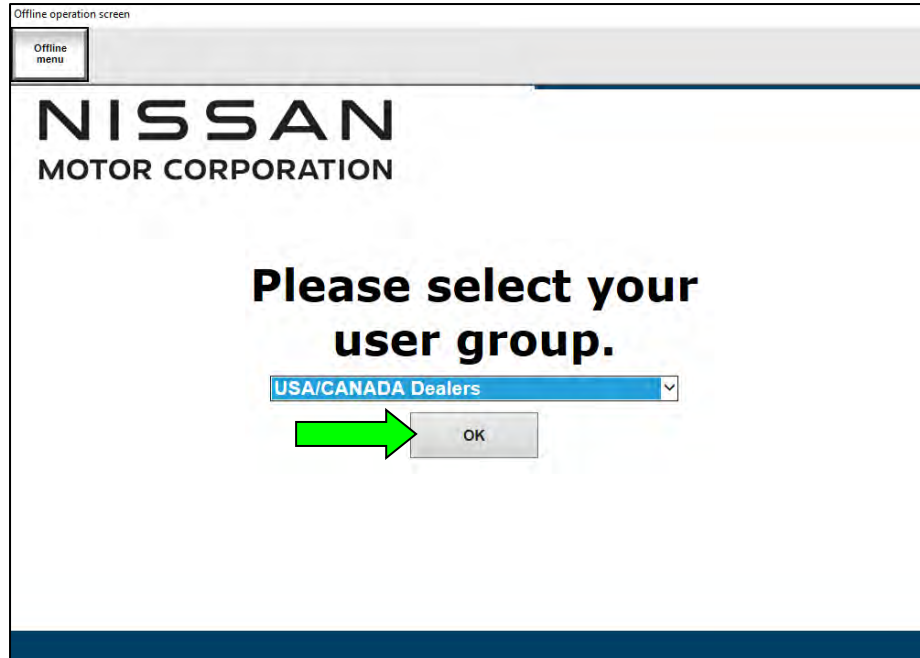 Offline operation screen
Offline
menu
NISSAN
MOTOR CORPORATION
Please select your
user group.
USA/CANADA Dealers
OK